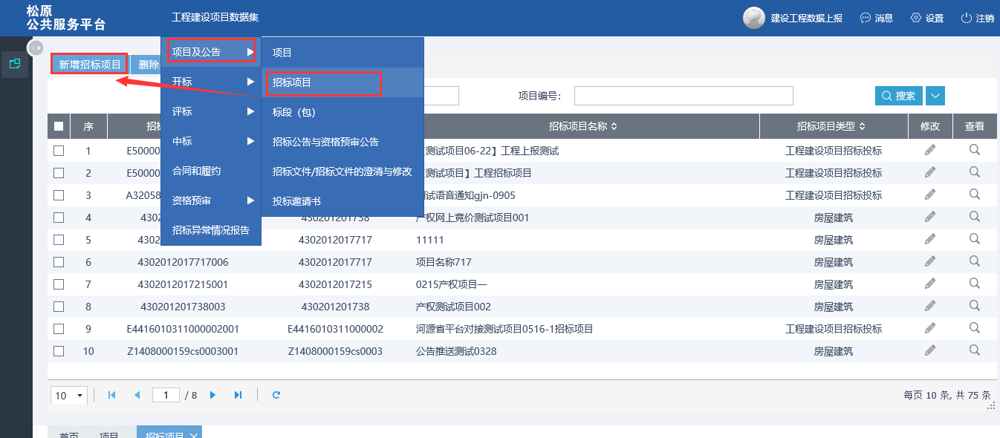 松原
公共服务平台
工程建设项目数据集
建设工程数据上报
消息
设置
注销
新增招标项目
删除
项目及公告
开标
评标
中标
合同和履约
资格预审
招标异常情况报告
项目
招标项目
标段（包）
招标公告与资格预审公告
招标文件/招标文件的澄清与修改
投标邀请书
项目编号：
搜索
序 招标项目名称 招标项目类型 修改 查看
1 E50000 测试项目06-22】工程上报测试 工程建设项目招标投标
2 E50000 测试项目】工程招标项目 工程建设项目招标投标
3 A32058 试语音通知gjn-0905 工程建设项目招标投标
4 4302 430201201738 产权网上竞价测试项目001 房屋建筑
5 4302 4302012017717 11111 房屋建筑
6 4302012017717006 4302012017717 项目名称717 房屋建筑
7 4302012017215001 4302012017215 0215产权项目一 房屋建筑
8 430201201738003 430201201738 产权测试项目002 房屋建筑
9 E4416010311000002001 E4416010311000002 河源省平台对接测试项目0516-1招标项目 工程建设项目招标投标
10 Z1408000159cs0003001 Z1408000159cs0003 公告推送测试0328 房屋建筑
10 1 / 8 每页 10 条, 共 75 条
首页 项目 招标项目